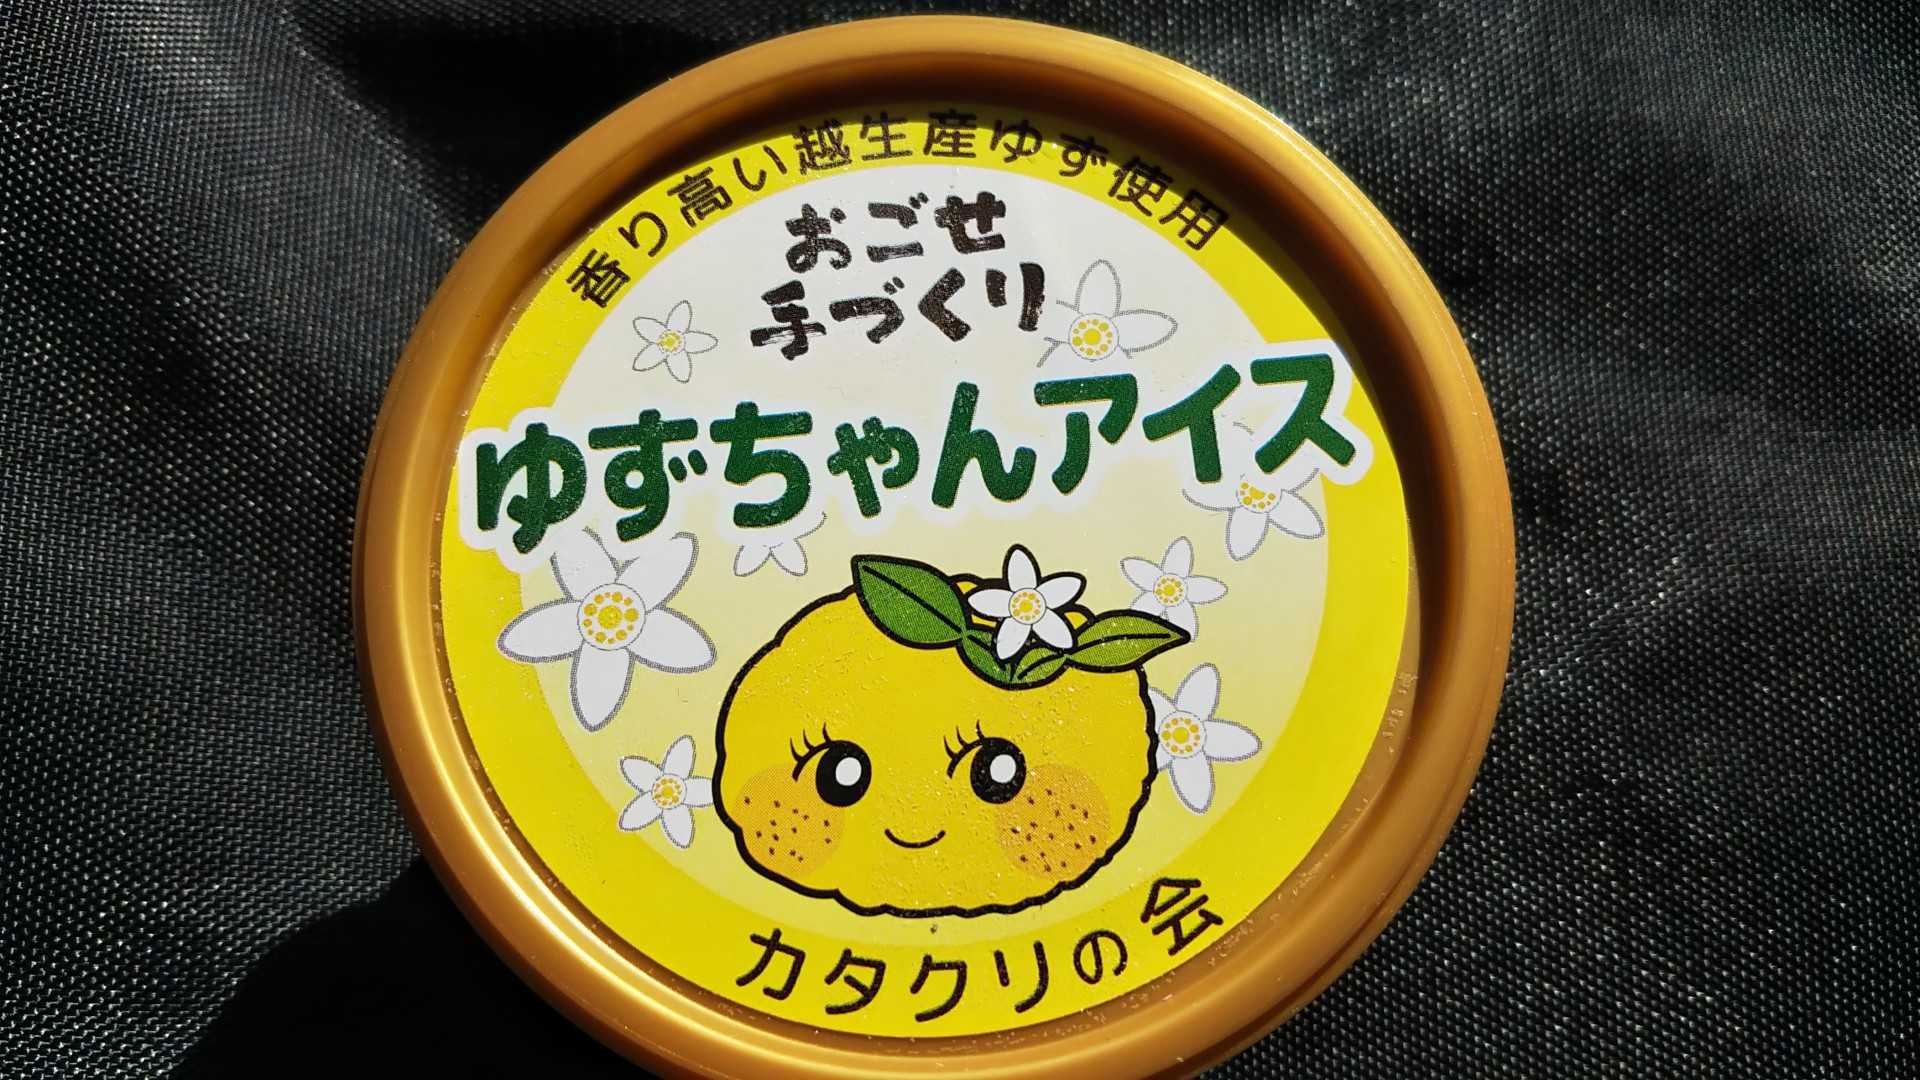 香り高い越生産ゆず使用
おごせ
手づくり
ゆずちゃんアイス
カタクリの会